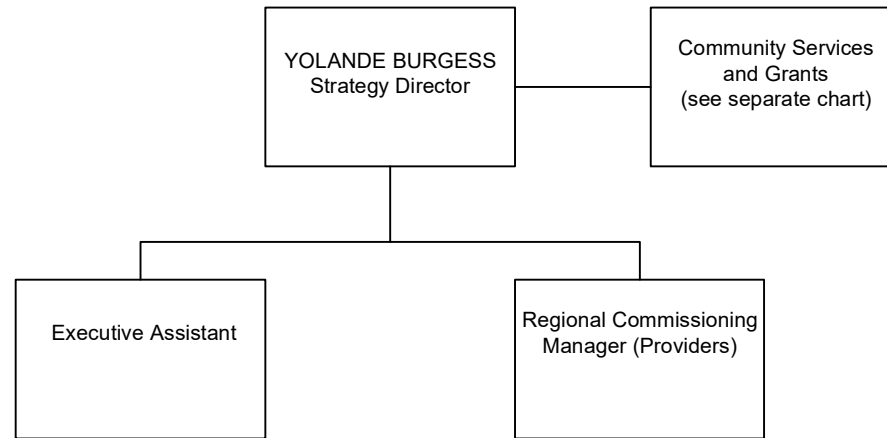 YOLANDE BURGESS
Strategy Director
Community Services
and Grants
(see separate chart)
Executive Assistant
Regional Commissioning
Manager (Providers)